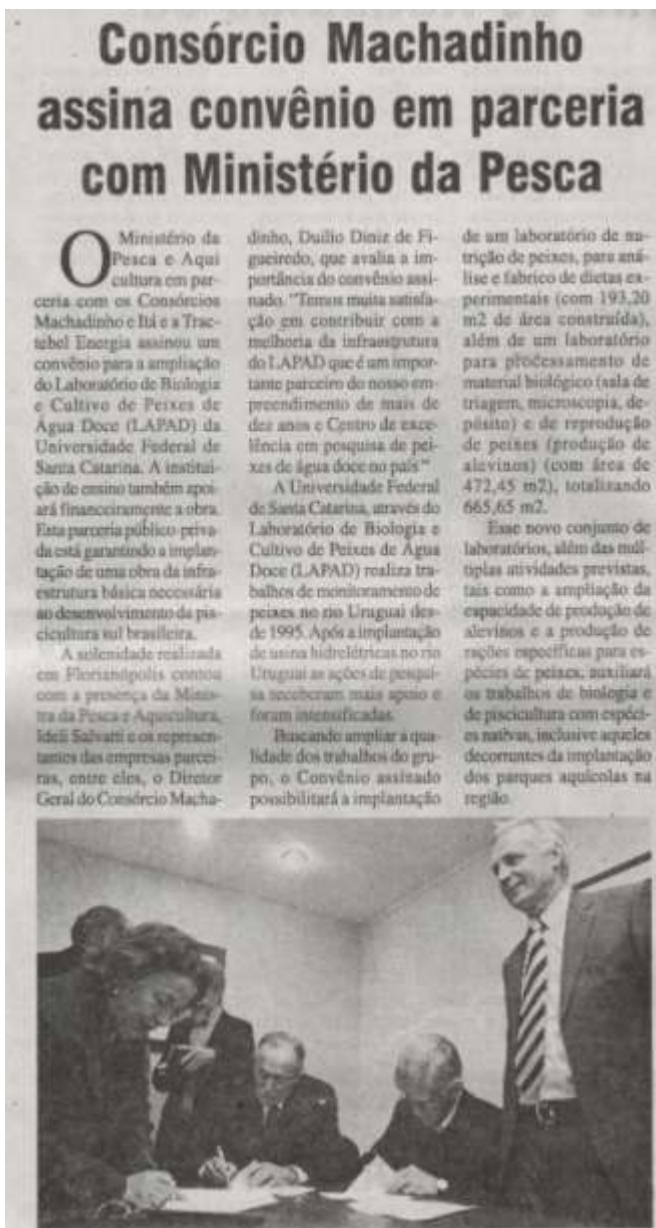 Consórcio Machadinho
assina convênio em parceria
com Ministério da Pesca
O Ministério da
Pesca e Aqui
cultura em par-
ceria com os Consórcios
Machadinho e Itá e a Trac-
tebel Energia assinou um
convênio para a ampliação
do Laboratório de Biologia
e Cultivo de Peixes de
Água Doce (LAPAD) da
Universidade Federal de
Santa Catarina. A institui-
ção de ensino também apoi-
ará financeiramente a obra.
Esta parceria público-priva-
da está garantindo a implan-
tação de uma obra da infra-
estrutura básica necessária
ao desenvolvimento da pis-
cicultura sul brasileira.
A solenidade realizada
em Florianópolis contou
com a presença da Minis-
tra da Pesca e Aquicultura,
Ideli Salvatti e os represen-
tantes das empresas parcei-
ras, entre eles, o Diretor
Geral do Consórcio Macha-
dinho, Duilio Diniz de Fi-
gueiredo, que avalia a im-
portância do convênio assi-
nado. "Temos muita satisfa-
ção em contribuir com a
melhoria da infraestrutura
do LAPAD que é um impor-
tante parceiro do nosso em-
preendimento de mais de
dez anos e Centro de exce-
lência em pesquisa de pei-
xes de água doce no país"
A Universidade Federal
de Santa Catarina, através do
Laboratório de Biologia e
Cultivo de Peixes de Água
Doce (LAPAD) realiza tra-
balhos de monitoramento de
peixes no rio Uruguai des-
de 1995. Após a implantação
de usina hidrelétricas no rio
Uruguai as ações de pesqui-
sa receberam mais apoio e
foram intensificadas.
Buscando ampliar a qua-
lidade dos trabalhos do gru-
po, o Convênio assinado
possibilitará a implantação
de um laboratório de nu-
trição de peixes, para aná-
lise e fabrico de dietas ex-
perimentais (com 193,20
m2 de área construída),
além de um laboratório
para processamento de
material biológico (sala de
triagem, microscopia, de-
pósito) e de reprodução
de peixes (produção de
alevinos) (com área de
472,45 m2), totalizando
665,65 m2.
Esse novo conjunto de
laboratórios, além das múl-
tiplas atividades previstas,
tais como a ampliação da
capacidade de produção de
alevinos e a produção de
rações específicas para es-
pécies de peixes, auxiliará
os trabalhos de biologia e
de piscicultura com espéci-
es nativas, inclusive aqueles
decorrentes da implantação
dos parques aquícolas na
região.